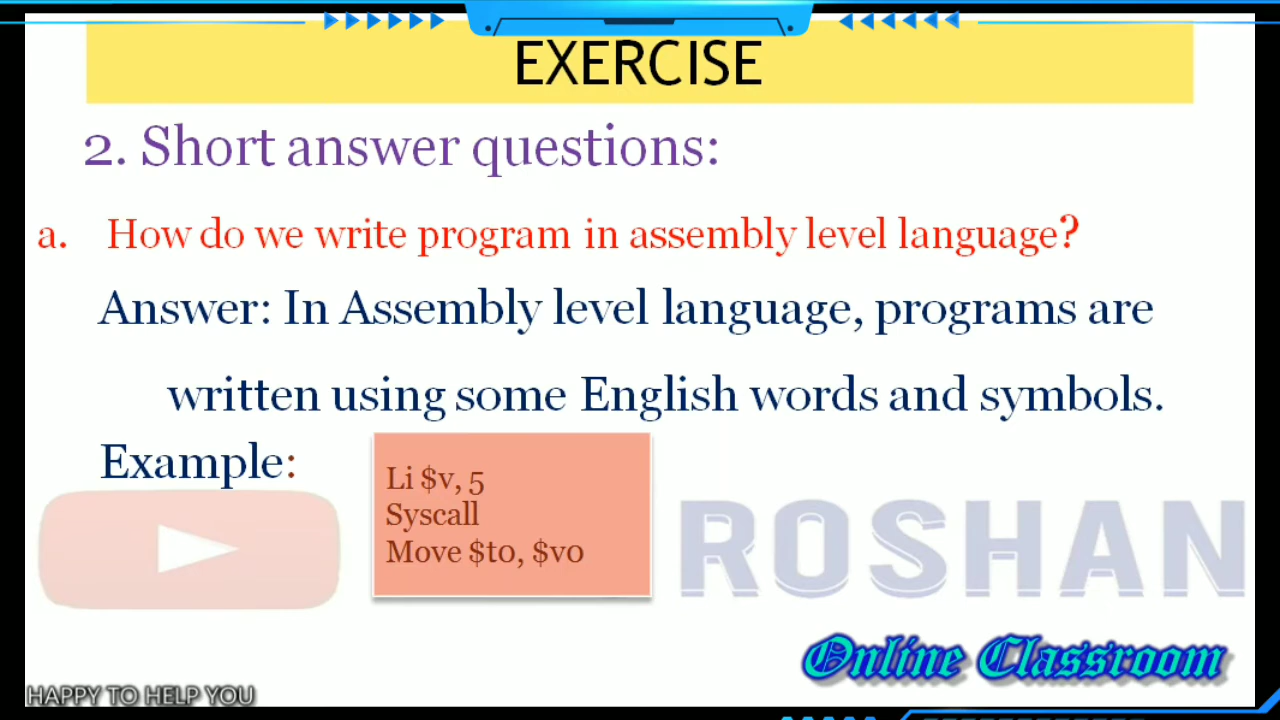 EXERCISE
2. Short answer questions:
a. How do we write program in assembly level language?
Answer: In Assembly level language, programs are
written using some English words and symbols.
Example:
Li $v, 5
Syscall
Move $t0, $v0
ROSHAN
Online Classroom
HAPPY TO HELP YOU